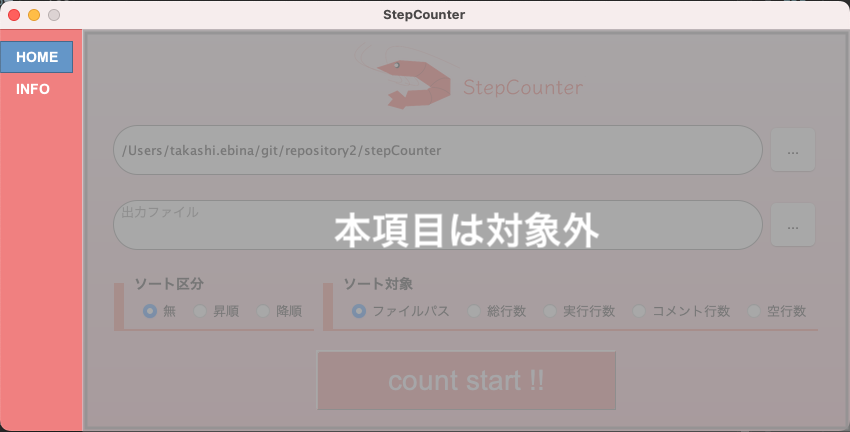 StepCounter
HOME
INFO
StepCounter
/Users/takashi.ebina/git/repository2/stepCounter
...
出力ファイル
...
本項目は対象外
ソート区分
無 昇順 降順
ソート対象
ファイルパス 総行数 実行行数 コメント行数 空行数
count start !!